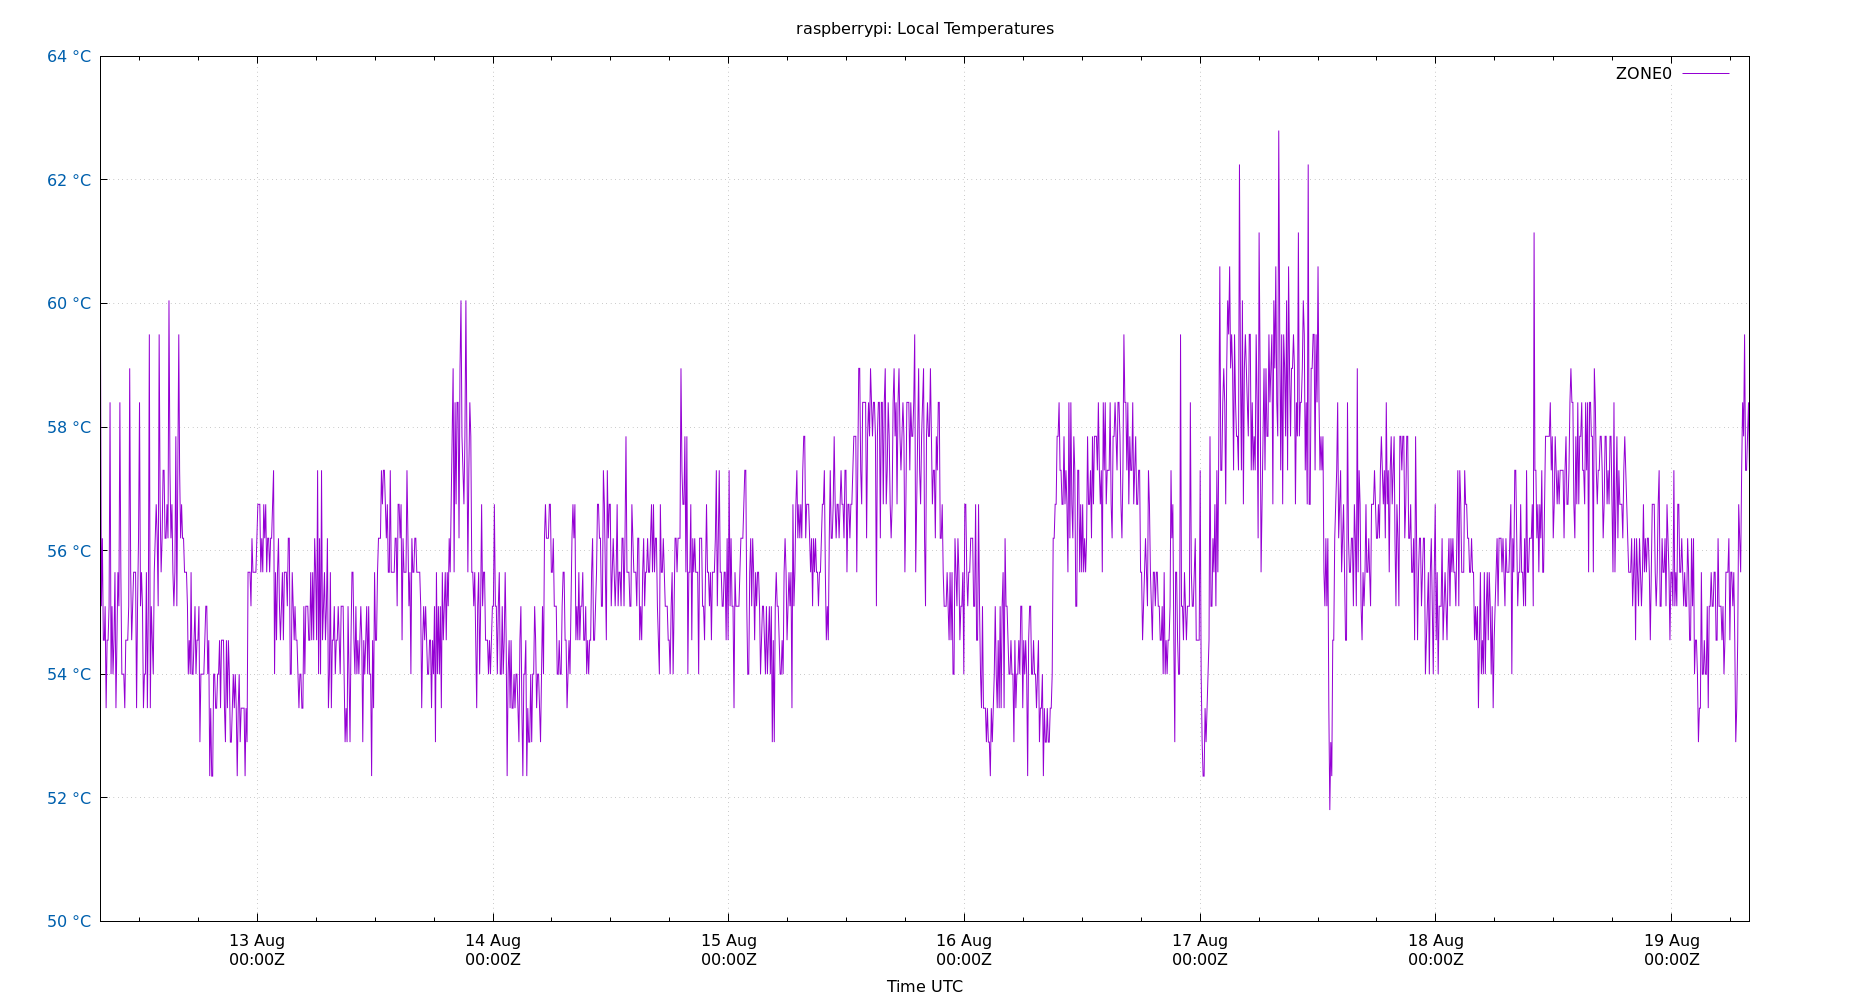 raspberrypi: Local Temperatures
64 °C
ZONE0
62 °C
60 °C
58 °C
56 °C
54 °C
52 °C
50 °C
13 Aug 14 Aug 15 Aug 16 Aug 17 Aug 18 Aug 19 Aug
00:00Z 00:00Z 00:00Z 00:00Z 00:00Z 00:00Z 00:00Z
Time UTC